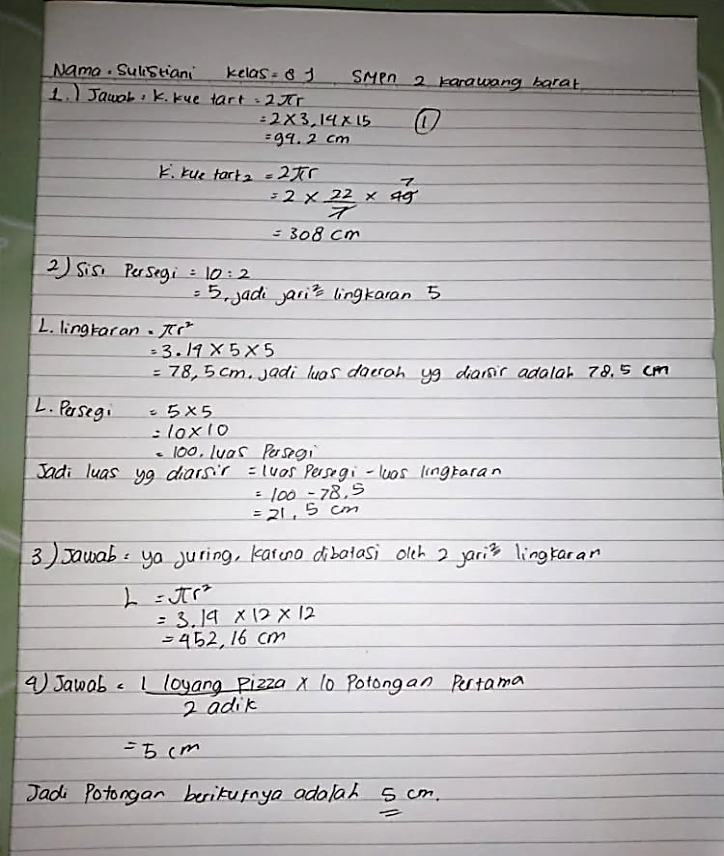 Nama : Sulistiani kelas = 8 J SMPN 2 karawang barat
1.) Jawab : K. kue tart = 2πr
= 2 x 3,14 x 15 ①
= 94.2 cm
K. kue tart 2 = 2πr
7
= 2 x 22 x 49
7
= 308 cm
2) Sisi Persegi = 10 : 2
= 5, jadi jari² lingkaran 5
L. lingkaran = πr²
= 3.14 x 5 x 5
= 78,5 cm. jadi luas daerah yg diarsir adalah 78.5 cm
L. Persegi = 5 x 5
= 10 x 10
= 100. luas Persegi
Jadi luas yg diarsir = luas Persegi - luas lingkaran
= 100 - 78,5
= 21,5 cm
3) Jawab = ya juring, karena dibatasi oleh 2 jari² lingkaran
L = πr²
= 3.14 x 12 x 12
= 452,16 cm
4) Jawab = 1 loyang pizza x 10 Potongan Pertama
2 adik
= 5 cm
Jadi Potongan berikutnya adalah 5 cm.